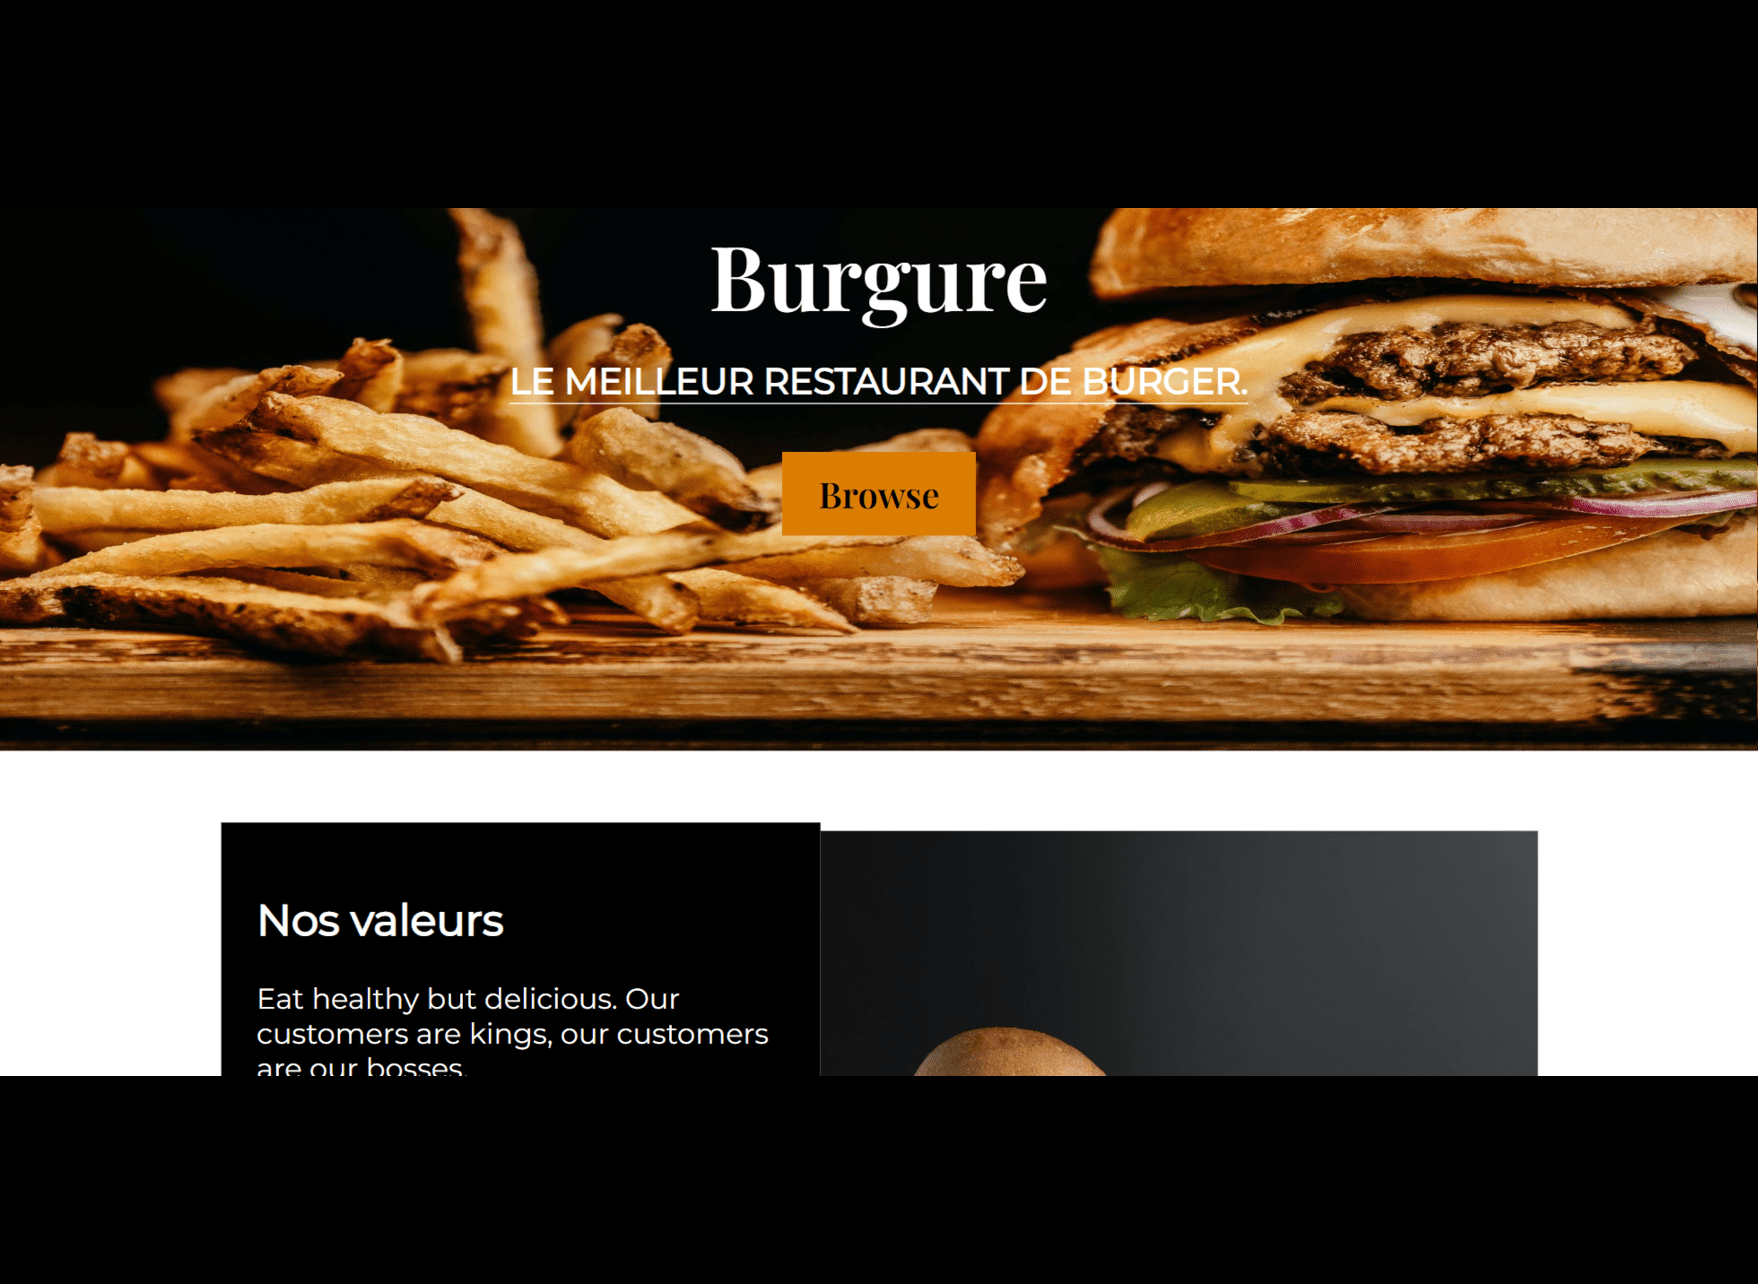 Burgure
LE MEILLEUR RESTAURANT DE BURGER.
Browse
Nos valeurs
Eat healthy but delicious. Our
customers are kings, our customers
are our bosses.